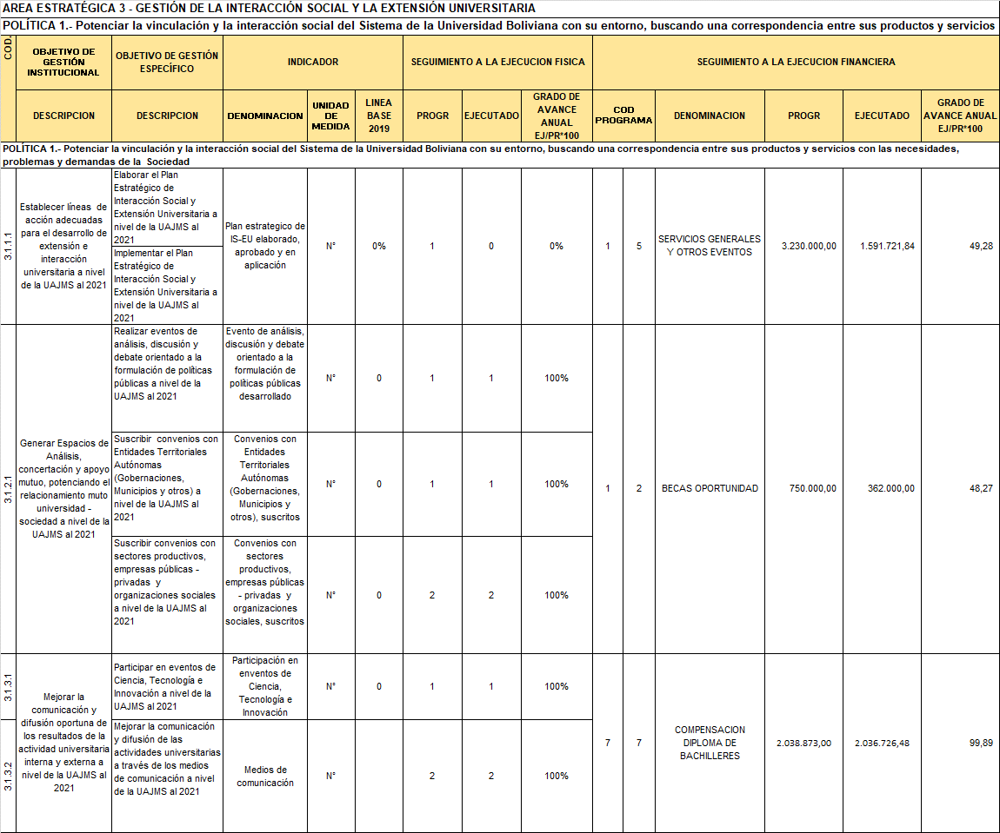 AREA ESTRATÉGICA 3 - GESTIÓN DE LA INTERACCIÓN SOCIAL Y LA EXTENSIÓN UNIVERSITARIA
POLÍTICA 1.- Potenciar la vinculación y la interacción social del Sistema de la Universidad Boliviana con su entorno, buscando una correspondencia entre sus productos y servicios
COD.
OBJETIVO DE
GESTIÓN
INSTITUCIONAL
OBJETIVO DE GESTIÓN
ESPECÍFICO
INDICADOR
SEGUIMIENTO A LA EJECUCION FISICA
SEGUIMIENTO A LA EJECUCION FINANCIERA
DESCRIPCION
DESCRIPCION
DENOMINACION
UNIDAD
DE
MEDIDA
LINEA
BASE
2019
PROGR
EJECUTADO
GRADO DE
AVANCE
ANUAL
EJ/PR*100
COD
PROGRAMA
DENOMINACION
PROGR
EJECUTADO
GRADO DE
AVANCE ANUAL
EJ/PR*100
POLÍTICA 1.- Potenciar la vinculación y la interacción social del Sistema de la Universidad Boliviana con su entorno, buscando una correspondencia entre sus productos y servicios con las necesidades,
problemas y demandas de la  Sociedad
3.1.1.1
Establecer líneas  de
acción adecuadas
para el desarrollo de
extensión e
interacción
universitaria a nivel
de la UAJMS al 2021
Elaborar el Plan
Estratégico de
Interacción Social y
Extensión Universitaria a
nivel de la UAJMS al
2021
Implementar el Plan
Estratégico de
Interacción Social y
Extensión Universitaria a
nivel de la UAJMS al
2021
Plan estrategico de
IS-EU elaborado,
aprobado y en
aplicación
N°
0%
1
0
0%
1
5
SERVICIOS GENERALES
Y OTROS EVENTOS
3.230.000,00
1.591.721,84
49,28
3.1.2.1
Generar Espacios de
Análisis,
concertación y apoyo
mutuo, potenciando el
relacionamiento muto
universidad -
sociedad a nivel de la
UAJMS al 2021
Realizar eventos de
análisis, discusión y
debate orientado a la
formulación de políticas
públicas a nivel de la
UAJMS al 2021
Evento de análisis,
discusión y debate
orientado a la
formulación de
políticas públicas
desarrollado
N°
0
1
1
100%
Suscribir  convenios con
Entidades Territoriales
Autónomas
(Gobernaciones,
Municipios y otros) a
nivel de la UAJMS al
2021
Convenios con
Entidades
Territoriales
Autónomas
(Gobernaciones,
Municipios y
otros), suscritos
N°
0
1
1
100%
1
2
BECAS OPORTUNIDAD
750.000,00
362.000,00
48,27
Suscribir convenios con
sectores productivos,
empresas públicas -
privadas  y
organizaciones sociales
a nivel de la UAJMS al
2021
Convenios con
sectores
productivos,
empresas públicas
- privadas  y
organizaciones
sociales, suscritos
N°
0
2
2
100%
3.1.3.1
Mejorar la
comunicación y
difusión oportuna de
los resultados de la
actividad universitaria
interna y externa a
nivel de la UAJMS al
2021
Participar en eventos de
Ciencia, Tecnología e
Innovación a nivel de la
UAJMS al 2021
Participación en
enventos de
Ciencia,
Tecnología e
Innovación
N°
0
1
1
100%
7
7
COMPENSACION
DIPLOMA DE
BACHILLERES
2.038.873,00
2.036.726,48
99,89
3.1.3.2
Mejorar la comunicación
y difusión de las
actividades universitarias
a través de los medios
de comunicación a nivel
de la UAJMS al 2021
Medios de
comunicación
N°
2
2
100%